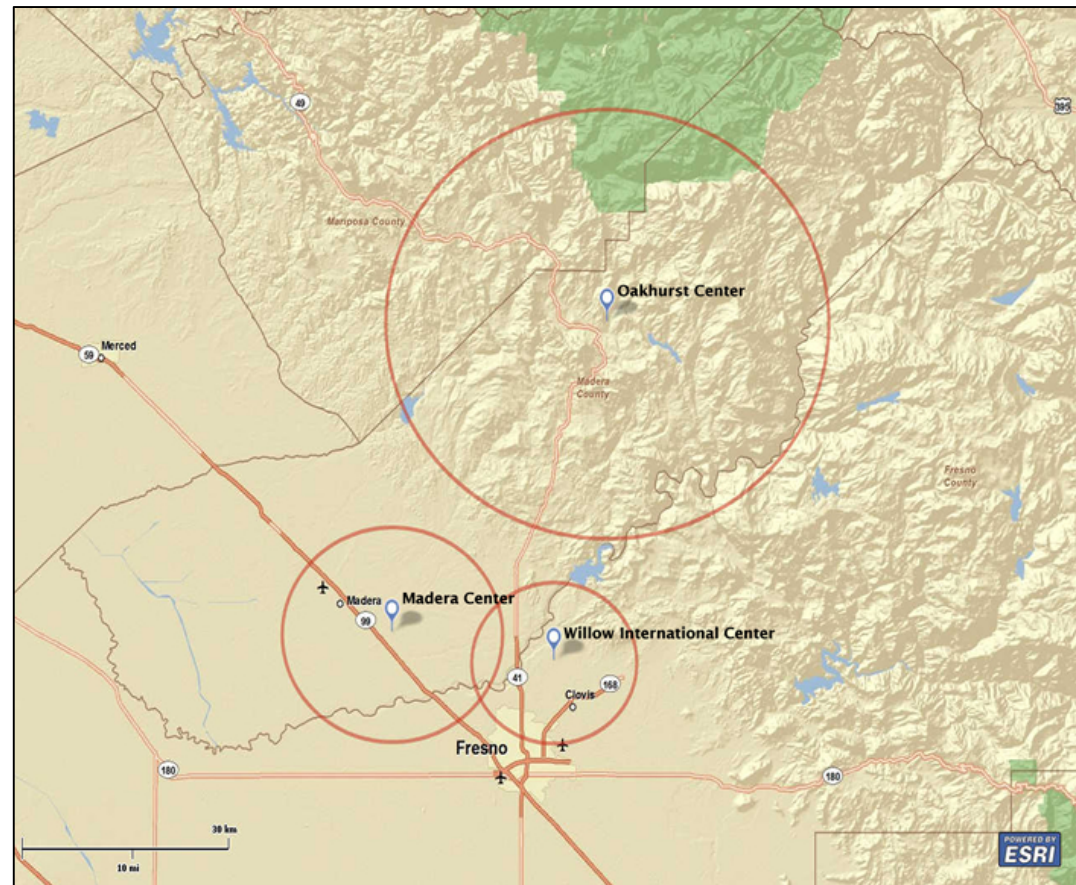 49
395
Mariposa County
Oakhurst Center
Merced
59
Madera
County
Fresno
County
Madera Center
Madera
99
Willow International Center
41
168
Clovis
Fresno
180
180
30 km
10 mi
POWERED BY
ESRI